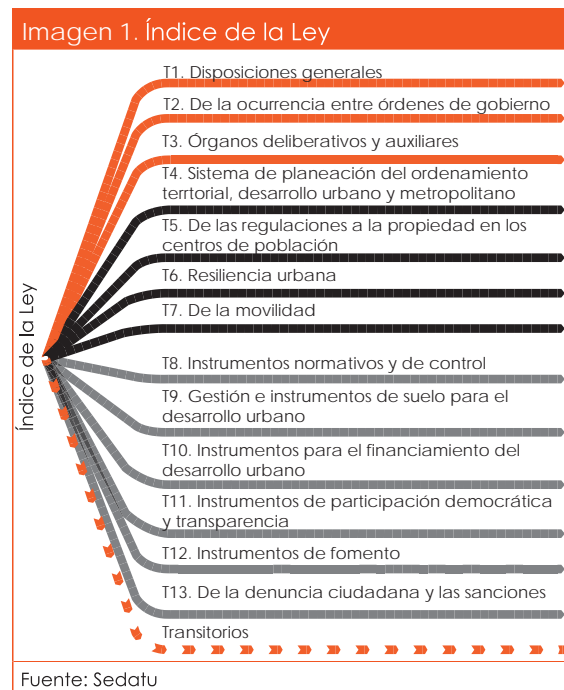 Imagen 1. Índice de la Ley
T1. Disposiciones generales
T2. De la ocurrencia entre órdenes de gobierno
T3. Órganos deliberativos y auxiliares
T4. Sistema de planeación del ordenamiento
terrtorial, desarrollo urbano y metropolitano
T5. De las regulaciones a la propiedad en los
centros de población
T6. Resiliencia urbana
T7. De la movilidad
Índice de la Ley
T8. Instrumentos normativos y de control
T9. Gestión e instrumentos de suelo para el
desarrollo urbano
T10. Instrumentos para el financiamiento del
desarrollo urbano
T11. Instrumentos de participación democrática
y transparencia
T12. Instrumentos de fomento
T13. De la denuncia ciudadana y las sanciones
Transitorios
Fuente: Sedatu